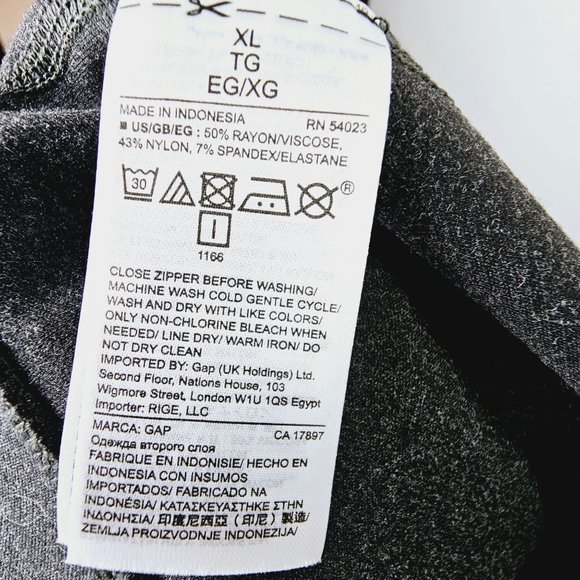 XL
TG
EG/XG
MADE IN INDONESIA RN 54023
US/GB/EG : 50% RAYON/VISCOSE,
43% NYLON, 7% SPANDEX/ELASTANE
30
®
1166
CLOSE ZIPPER BEFORE WASHING/
MACHINE WASH COLD GENTLE CYCLE/
WASH AND DRY WITH LIKE COLORS/
ONLY NON-CHLORINE BLEACH WHEN
NEEDED/ LINE DRY/ WARM IRON/ DO
NOT DRY CLEAN
IMPORTED BY: Gap (UK Holdings) Ltd.
Second Floor, Nations House, 103
Wigmore Street, London W1U 1QS Egypt
Importer: RIGE, LLC
MARCA: GAP CA 17897
Одежда второго слоя
FABRIQUE EN INDONISIE/ HECHO EN
INDONESIA CON INSUMOS
IMPORTADOS/ FABRICADO NA
INDONÉSIA/ ΚΑΤΑΣΚΕΥΑΣΤΗΚΕ ΣΤΗΝ
ΙΝΔΟΝΗΣΙΑ/ 印度尼西亞 (印尼) 製造/
ZEMLJA PROIZVODNJE INDONEZIJA/